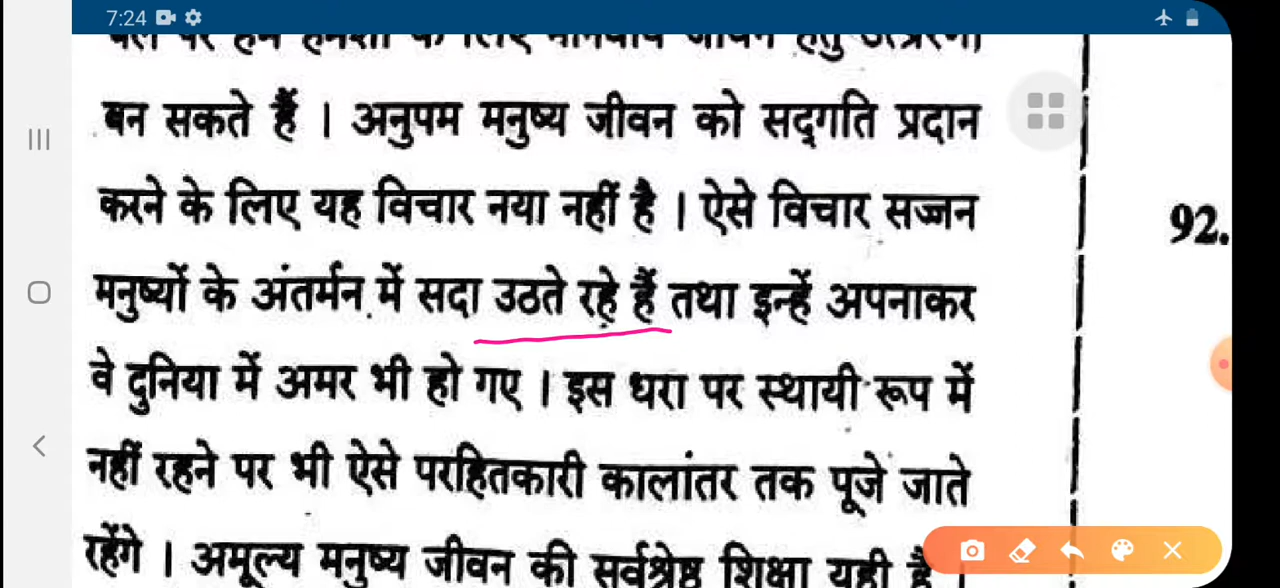 7:24
बन सकते हैं । अनुपम मनुष्य जीवन को सद्गति प्रदान
करने के लिए यह विचार नया नहीं है । ऐसे विचार सज्जन
92.
मनुष्यों के अंतर्मन में सदा उठते रहे हैं तथा इन्हें अपनाकर
वे दुनिया में अमर भी हो गए । इस धरा पर स्थायी रूप में
नहीं रहने पर भी ऐसे परहितकारी कालांतर तक पूजे जाते
रहेंगे । अमूल्य मनुष्य जीवन की सर्वश्रेष्ठ शिक्षा यही है ।